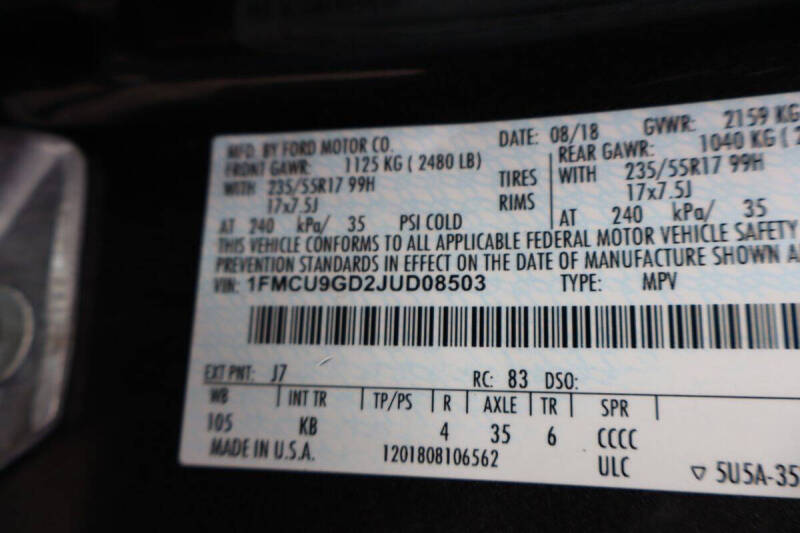 MFD. BY FORD MOTOR CO. DATE: 08/18 GVWR: 2159 KG
FRONT GAWR: 1125 KG ( 2480 LB) REAR GAWR: 1040 KG ( 2
WITH 235/55R17 99H TIRES WITH 235/55R17 99H
17x7.5J RIMS 17x7.5J
AT 240 kPa/ 35 PSI COLD AT 240 kPa/ 35
THIS VEHICLE CONFORMS TO ALL APPLICABLE FEDERAL MOTOR VEHICLE SAFETY
PREVENTION STANDARDS IN EFFECT ON THE DATE OF MANUFACTURE SHOWN A
VIN: 1FMCU9GD2JUD08503 TYPE: MPV
EXT PNT: J7 RC: 83 DSO:
WB INT TR TP/PS R AXLE TR SPR
105 KB 4 35 6 CCCC
MADE IN U.S.A. 1201808106562 ULC 5U5A-35